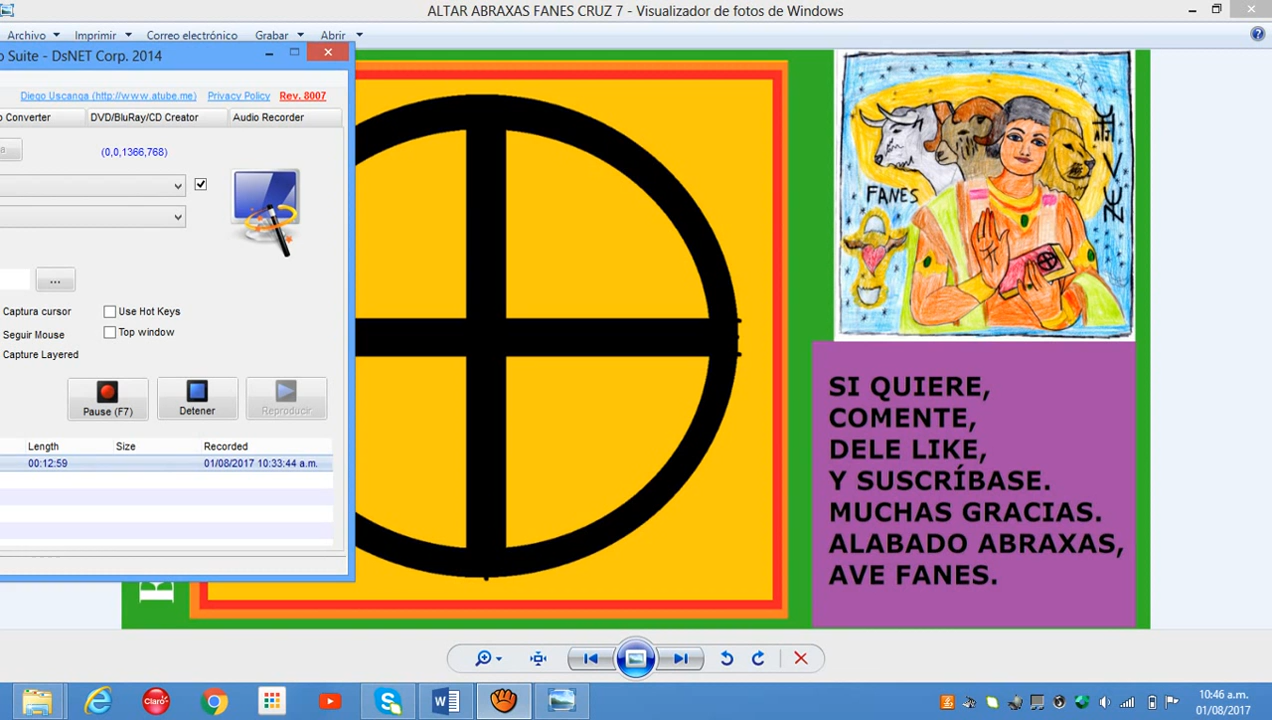 ALTAR ABRAXAS FANES CRUZ 7 - Visualizador de fotos de Windows
Archivo Imprimir Correo electrónico Grabar Abrir
Suite - DsNET Corp. 2014
Diego Uscanga (http://www.atube.me) Privacy Policy Rev. 8007
Converter DVD/BluRay/CD Creator Audio Recorder
(0,0,1366,768)
...
Captura cursor Use Hot Keys
Seguir Mouse Top window
Capture Layered
Pause (F7) Detener Reproducir
Length Size Recorded
00:12:59 01/08/2017 10:33:44 a.m.
FANES
SI QUIERE,
COMENTE,
DELE LIKE,
Y SUSCRÍBASE.
MUCHAS GRACIAS.
ALABADO ABRAXAS,
AVE FANES.
Claro
10:46 a.m.
01/08/2017